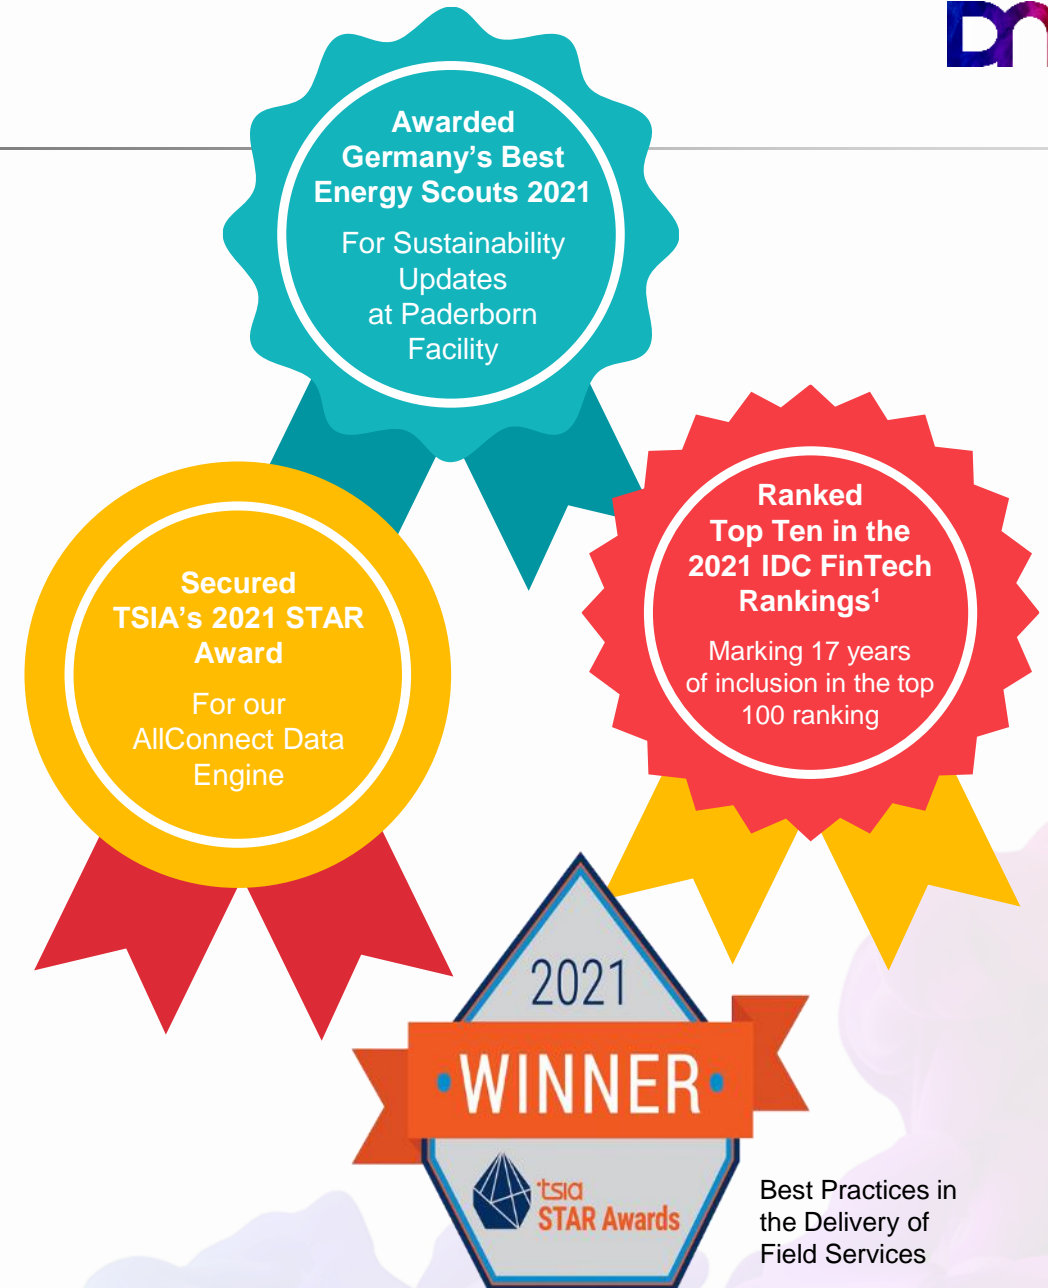 DN
Awarded
Germany’s Best
Energy Scouts 2021
For Sustainability
Updates
at Paderborn
Facility
Ranked
Top Ten in the
2021 IDC FinTech
Rankings¹
Marking 17 years
of inclusion in the top
100 ranking
Secured
TSIA’s 2021 STAR
Award
For our
AllConnect Data
Engine
2021
WINNER
tsia
STAR Awards
Best Practices in
the Delivery of
Field Services